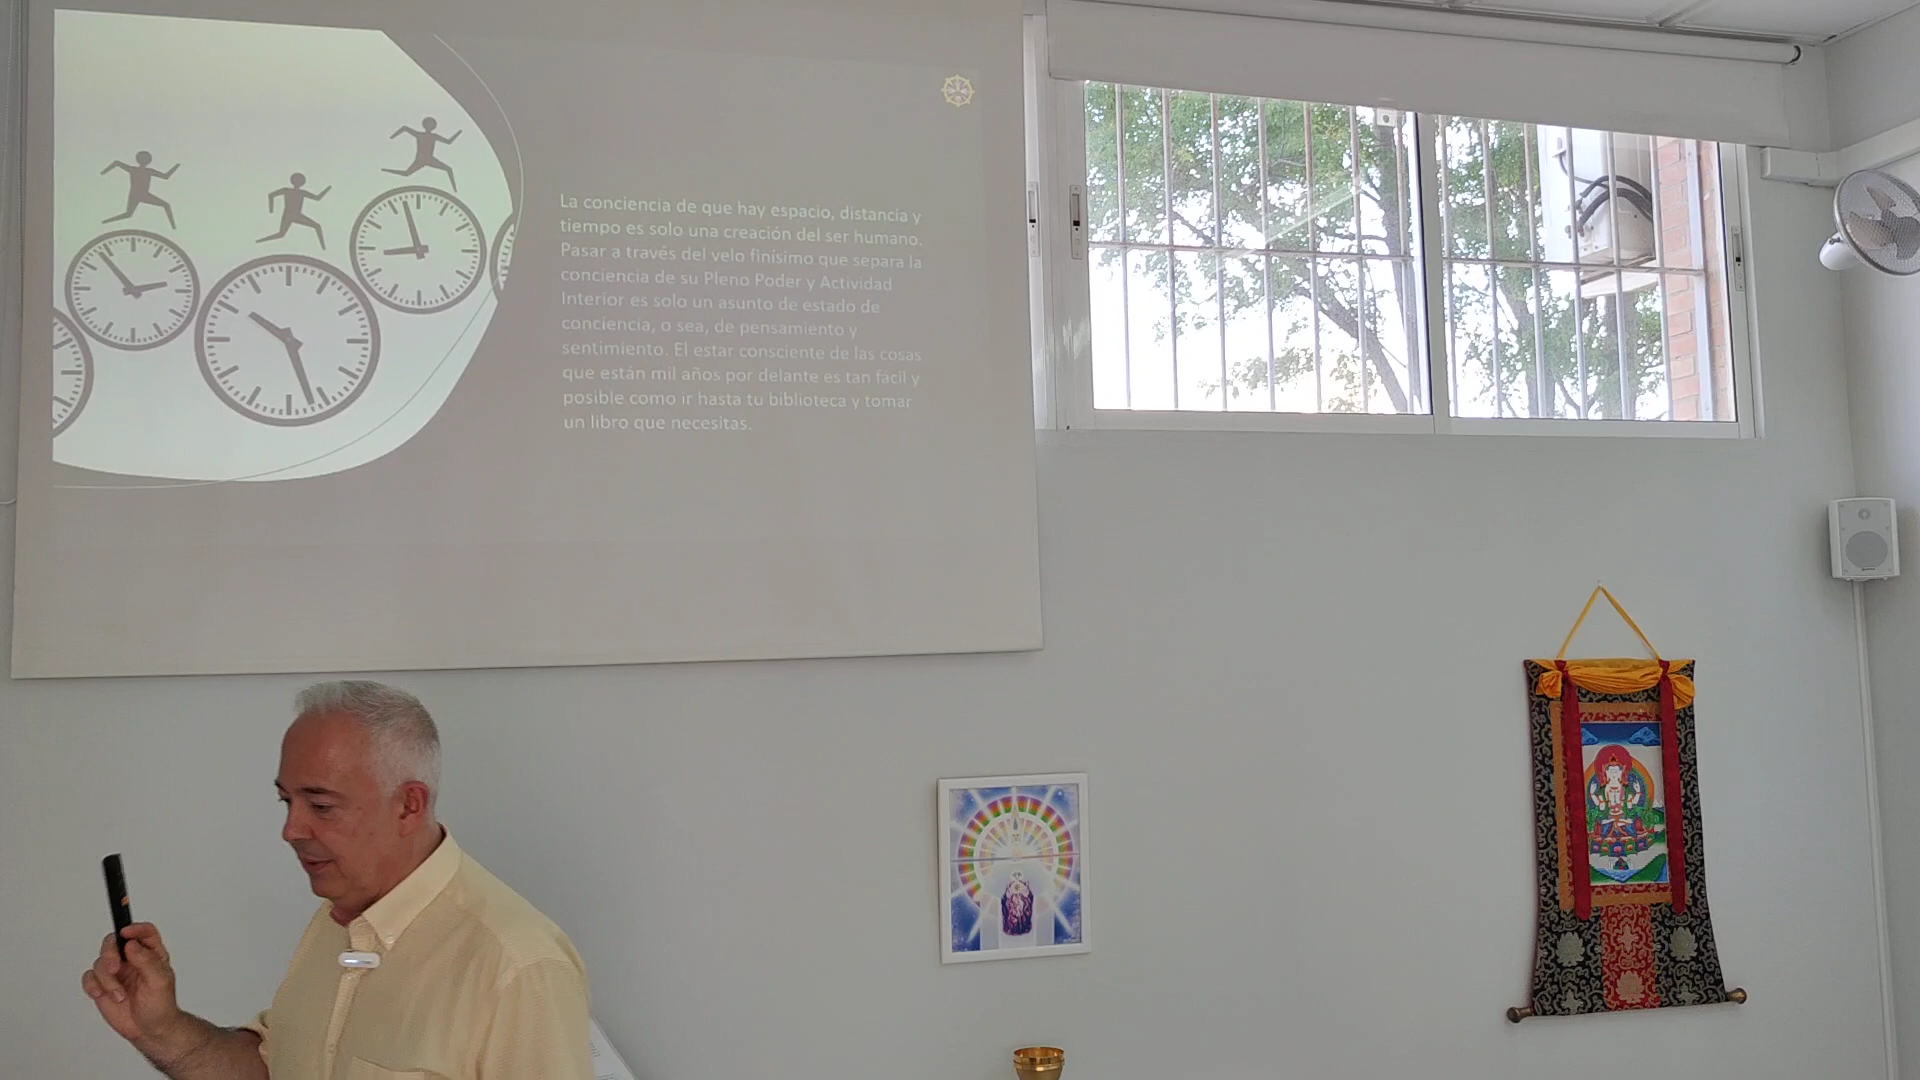 La conciencia de que hay espacio, distancia y
tiempo es solo una creación del ser humano.
Pasar a través del velo finísimo que separa la
conciencia de su Pleno Poder y Actividad
Interior es solo un asunto de estado de
conciencia, o sea, de pensamiento y
sentimiento. El estar consciente de las cosas
que están mil años por delante es tan fácil y
posible como ir hasta tu biblioteca y tomar
un libro que necesitas.